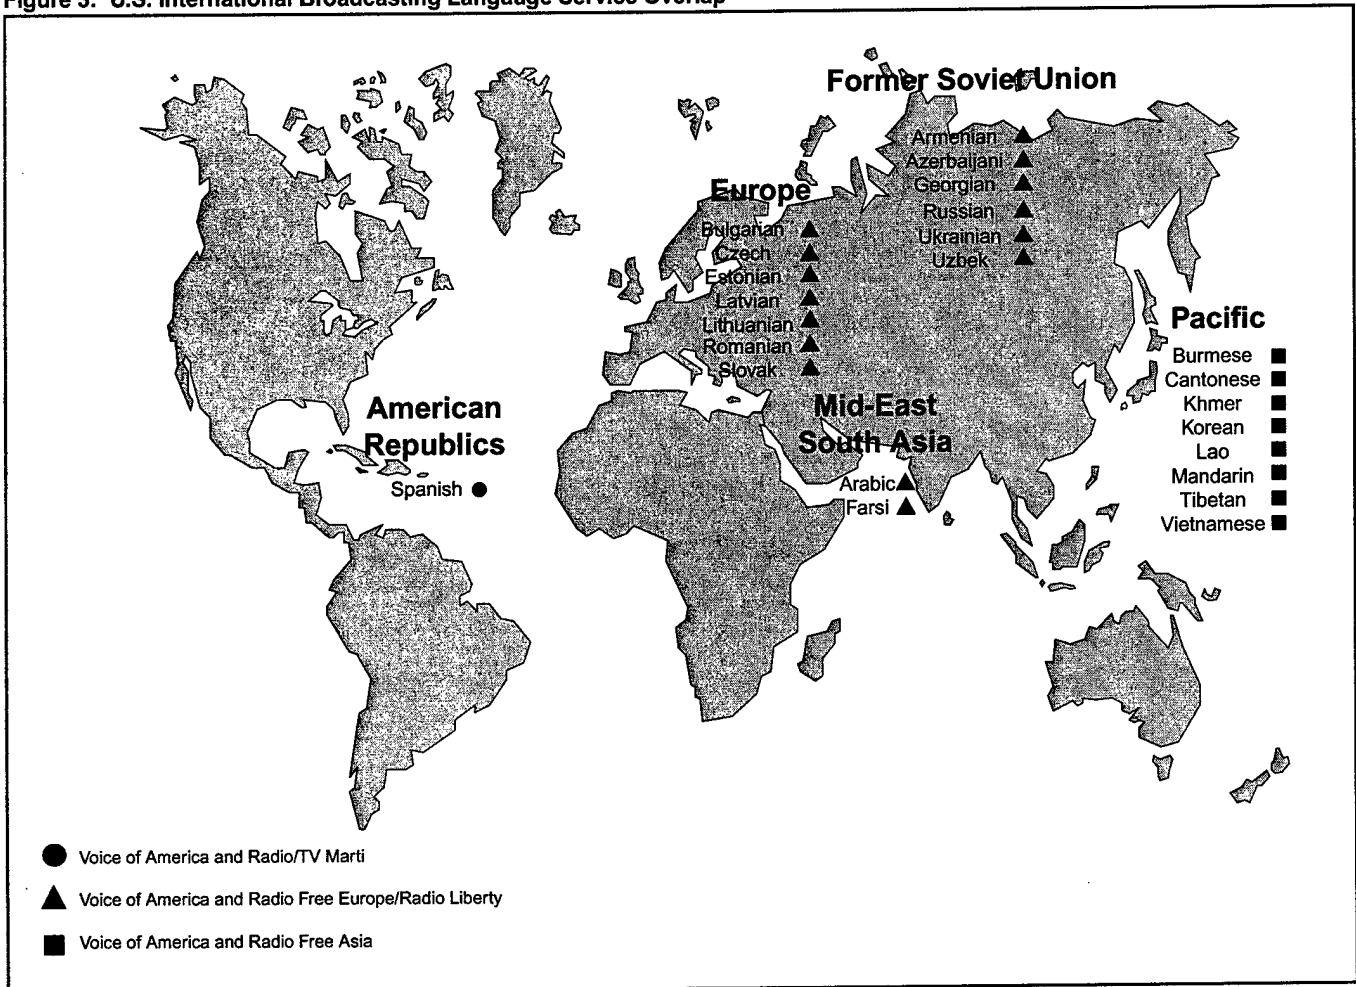 Figure 3: U.S. International Broadcasting Language Service Overlap
Former Soviet Union
Armenian
Azerbaijani
Georgian
Russian
Ukrainian
Uzbek
Europe
Bulgarian
Czech
Estonian
Latvian
Lithuanian
Romanian
Slovak
Pacific
Burmese
Cantonese
Khmer
Korean
Lao
Mandarin
Tibetan
Vietnamese
American
Republics
Spanish
Mid-East
South Asia
Arabic
Farsi
Voice of America and Radio/TV Marti
Voice of America and Radio Free Europe/Radio Liberty
Voice of America and Radio Free Asia